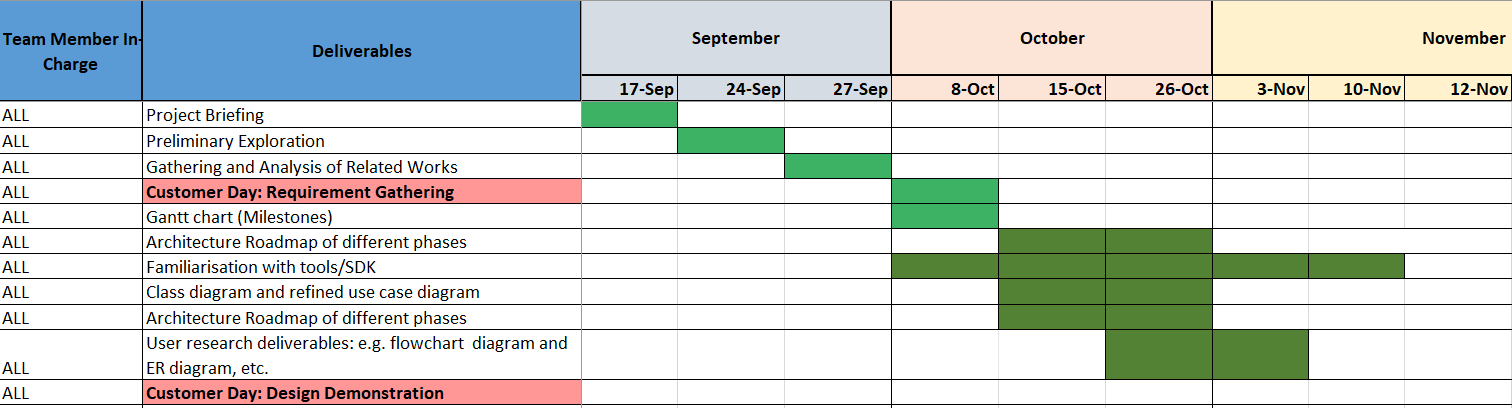 Team Member In-
Charge
Deliverables
September
October
November
17-Sep
24-Sep
27-Sep
8-Oct
15-Oct
26-Oct
3-Nov
10-Nov
12-Nov
ALL
Project Briefing
ALL
Preliminary Exploration
ALL
Gathering and Analysis of Related Works
ALL
Customer Day: Requirement Gathering
ALL
Gantt chart (Milestones)
ALL
Architecture Roadmap of different phases
ALL
Familiarisation with tools/SDK
ALL
Class diagram and refined use case diagram
ALL
Architecture Roadmap of different phases
User research deliverables: e.g. flowchart  diagram and
ALL
ER diagram, etc.
ALL
Customer Day: Design Demonstration